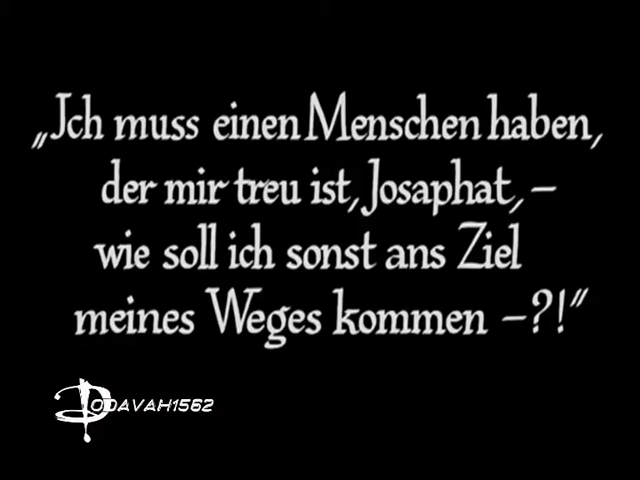 „Ich muss einen Menschen haben,
der mir treu ist, Josaphat, –
wie soll ich sonst ans Ziel
meines Weges kommen –?!"
DODAVAH1562